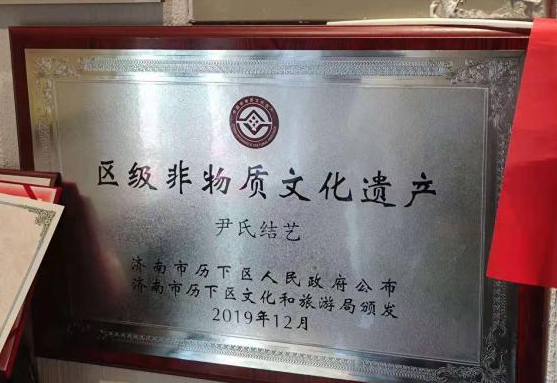 区级非物质文化遗产
尹氏结艺
济南市历下区人民政府公布
济南市历下区文化和旅游局颁发
2019年12月